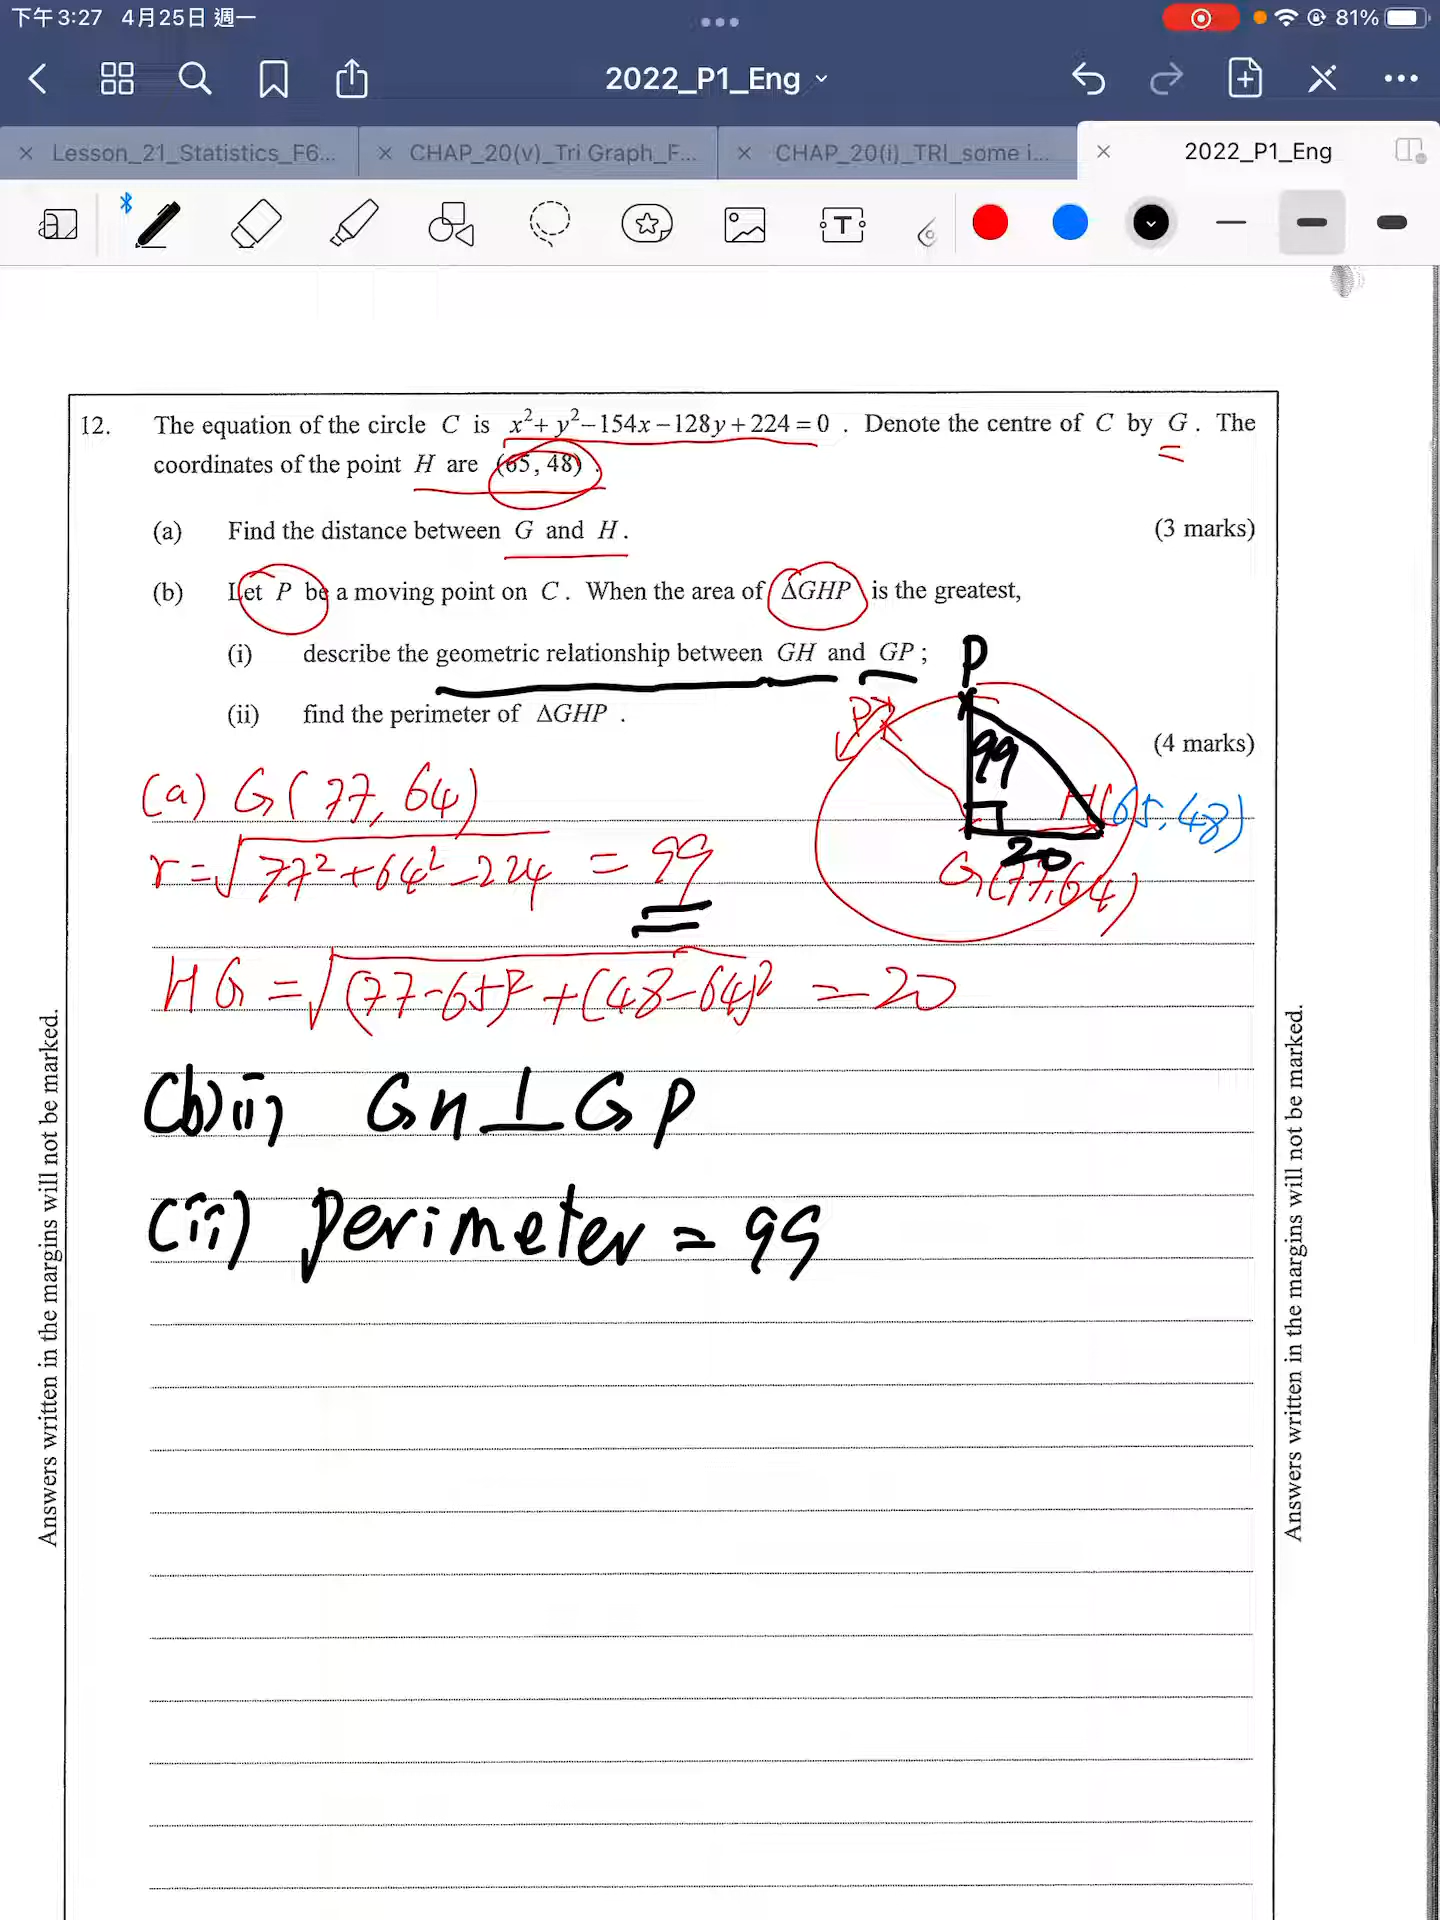 下午3:27 4月25日 週一
81%
2022_P1_Eng
Lesson_21_Statistics_F6...
CHAP_20(v)_Tri Graph_F...
CHAP_20(i)_TRI_some i...
2022_P1_Eng
12. The equation of the circle C is x²+y²−154x−128y+224=0 . Denote the centre of C by G . The
coordinates of the point H are (65, 48) .
(a) Find the distance between G and H . (3 marks)
(b) Let P be a moving point on C . When the area of ΔGHP is the greatest,
(i) describe the geometric relationship between GH and GP ;
(ii) find the perimeter of ΔGHP .
(4 marks)
P
P
99
H(65, 48)
20
G(77, 64)
(a) G(77, 64)
r=√77²+64²−224 = 99
HG=√(77−65)²+(48−64)² =20
(b)(i) GH⊥GP
(ii) Perimeter = 99
Answers written in the margins will not be marked.
Answers written in the margins will not be marked.